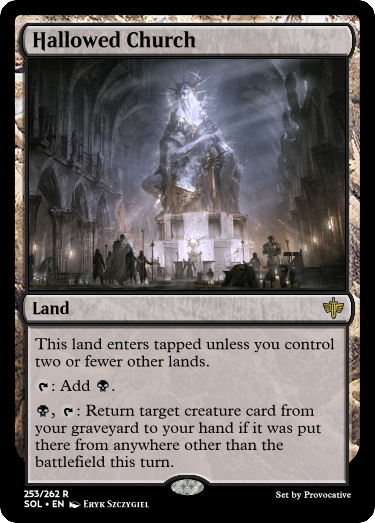 Hallowed Church
Land
This land enters tapped unless you control
two or fewer other lands.
: Add .
, : Return target creature card from
your graveyard to your hand if it was put
there from anywhere other than the
battlefield this turn.
253/262 R
SOL • EN Eryk Szczygiel
Set by Provocative